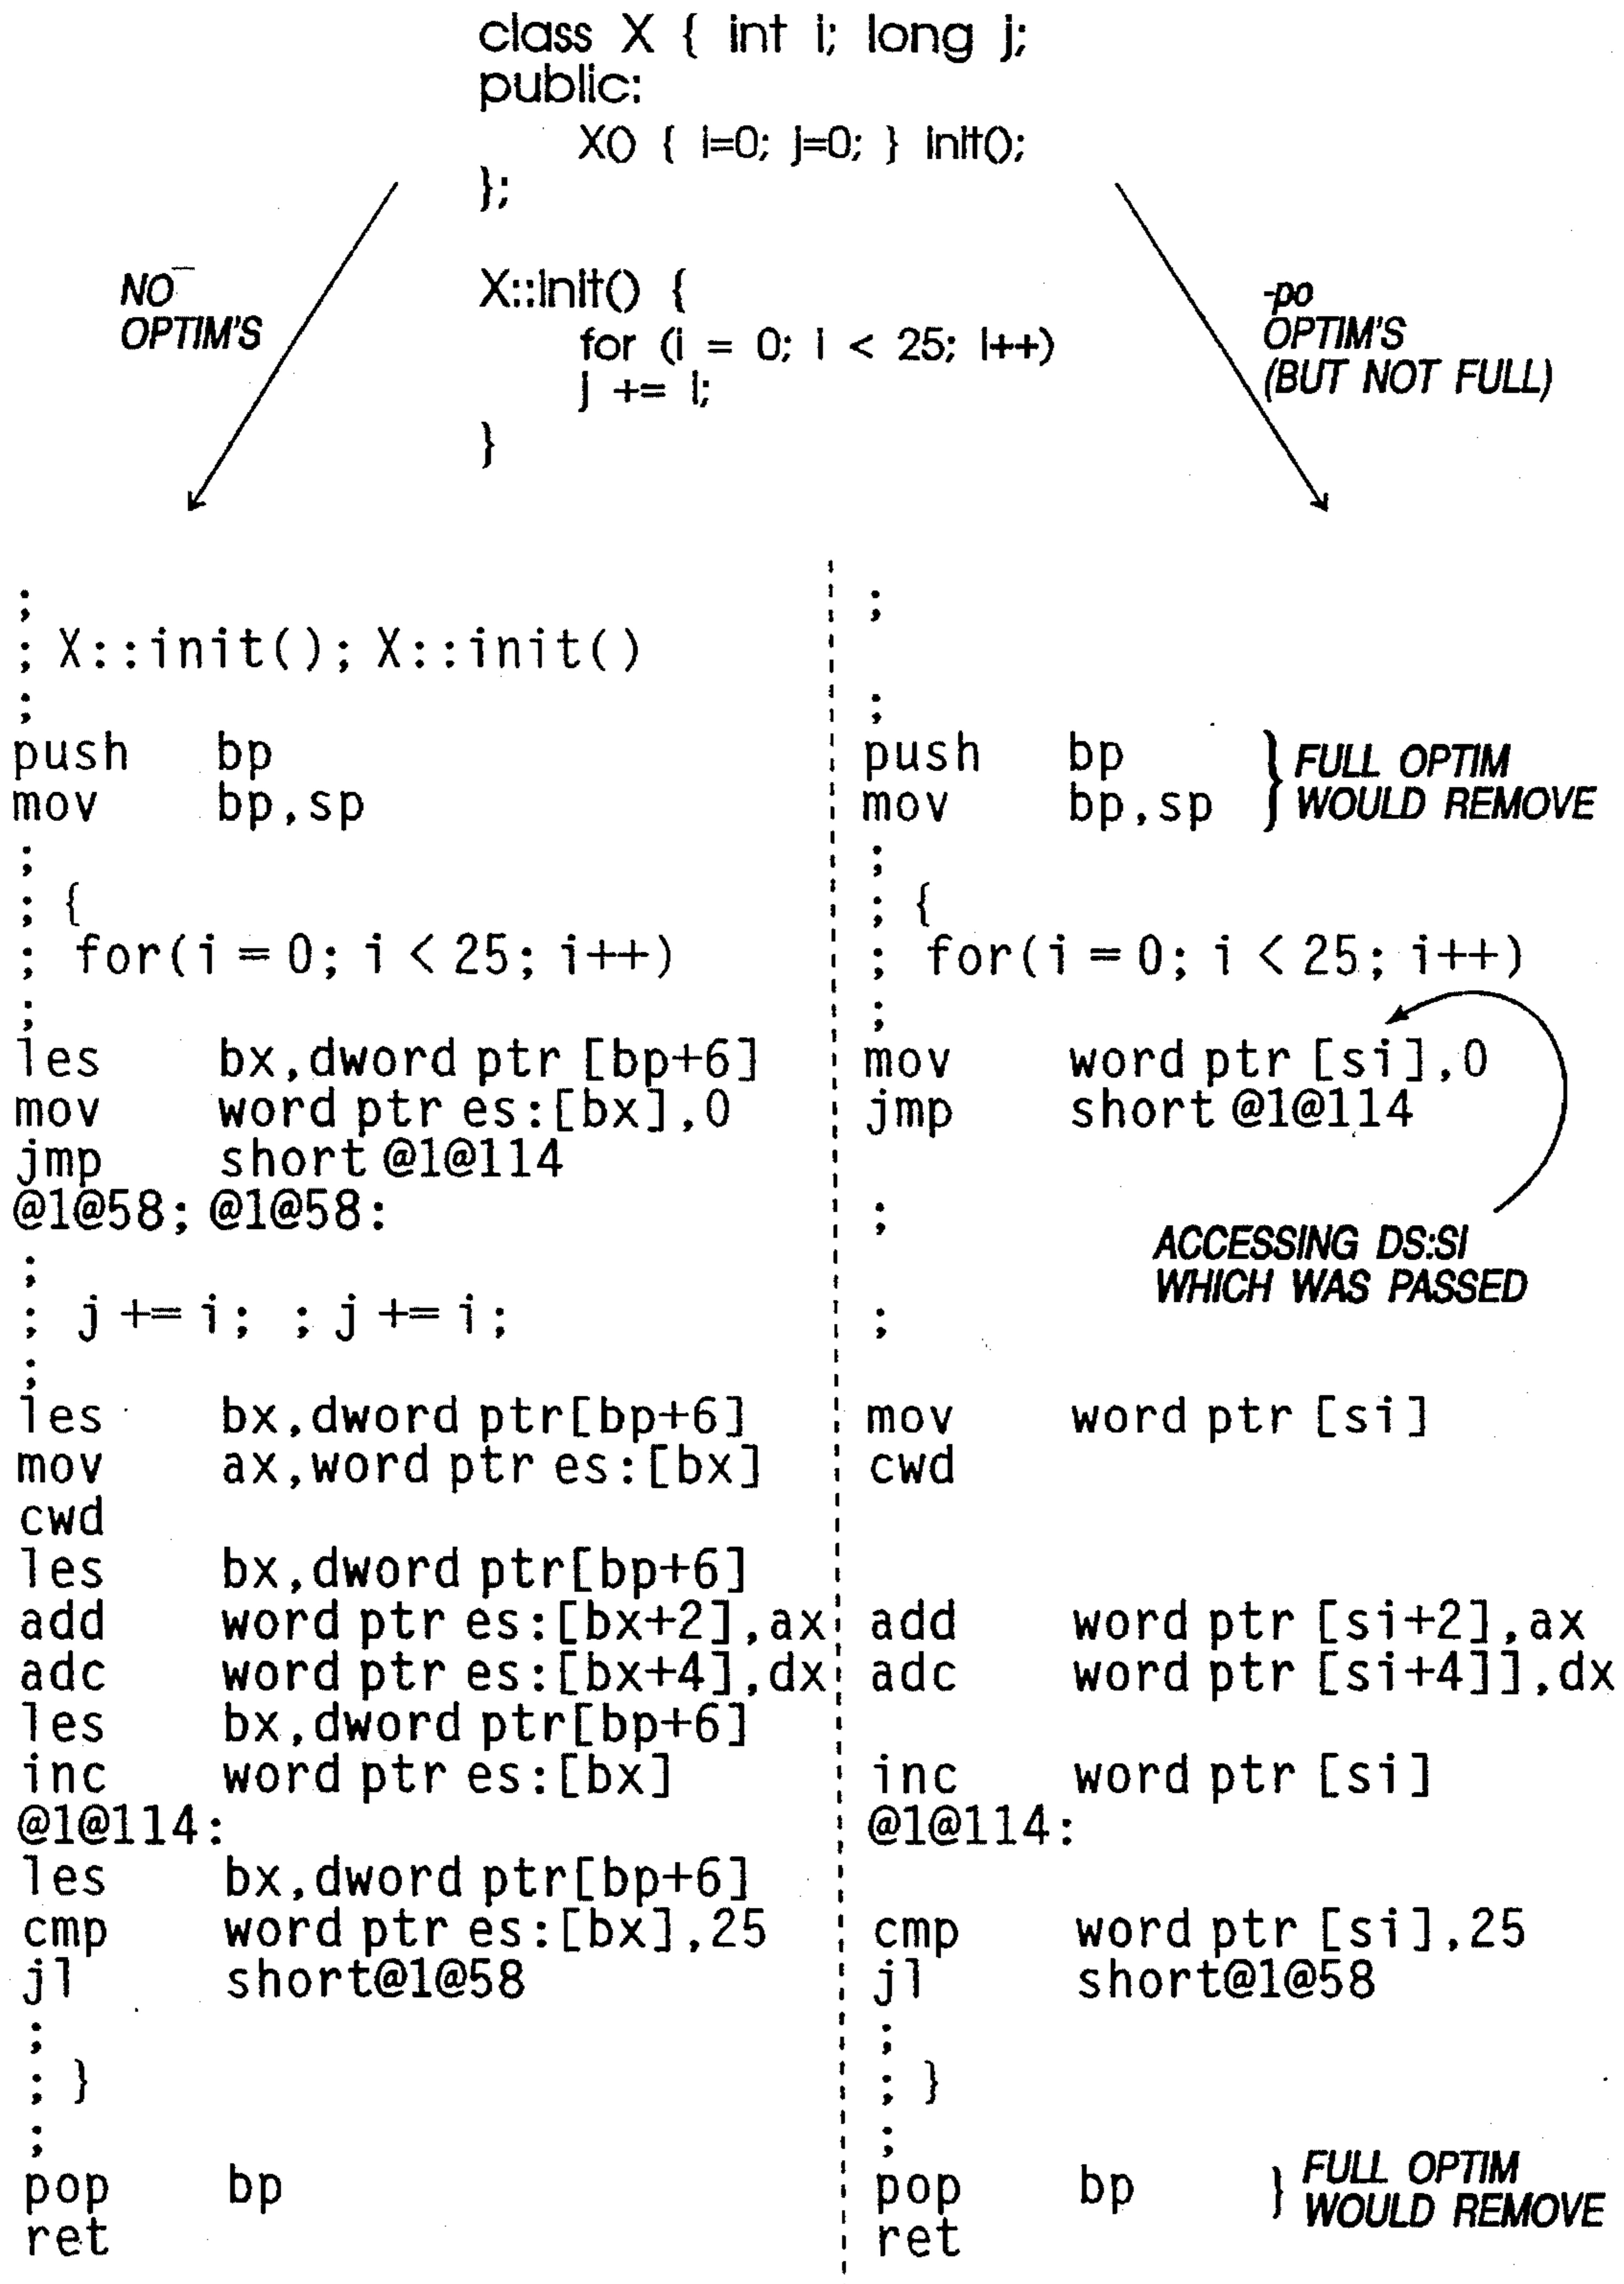 class X { int i; long j;
public:
X() { i=0; j=0; } init();
};
X::init() {
for (i = 0; i < 25; i++)
j += i;
}
NO
OPTIM'S
-po
OPTIM'S
(BUT NOT FULL)
;
; X::init(); X::init()
;
push bp
mov bp,sp
;
; {
; for(i = 0; i < 25; i++)
;
les bx,dword ptr [bp+6]
mov word ptr es:[bx],0
jmp short @1@114
@1@58; @1@58:
;
; j += i; ; j += i;
;
les bx,dword ptr[bp+6]
mov ax,word ptr es:[bx]
cwd
les bx,dword ptr[bp+6]
add word ptr es:[bx+2],ax
adc word ptr es:[bx+4],dx
les bx,dword ptr[bp+6]
inc word ptr es:[bx]
@1@114:
les bx,dword ptr[bp+6]
cmp word ptr es:[bx],25
jl short@1@58
;
; }
;
pop bp
ret
;
;
push bp
mov bp,sp
FULL OPTIM
WOULD REMOVE
;
; {
; for(i = 0; i < 25; i++)
;
mov word ptr [si],0
jmp short @1@114
;
ACCESSING DS:SI
WHICH WAS PASSED
;
mov word ptr [si]
cwd
add word ptr [si+2],ax
adc word ptr [si+4]],dx
inc word ptr [si]
@1@114:
cmp word ptr [si],25
jl short@1@58
;
; }
;
pop bp
ret
FULL OPTIM
WOULD REMOVE